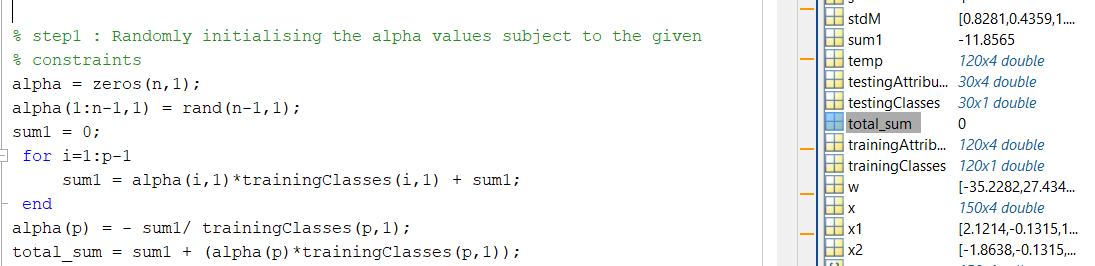 % step1 : Randomly initialising the alpha values subject to the given
% constraints
alpha = zeros(n,1);
alpha(1:n-1,1) = rand(n-1,1);
sum1 = 0;
for i=1:p-1
sum1 = alpha(i,1)*trainingClasses(i,1) + sum1;
end
alpha(p) = - sum1/ trainingClasses(p,1);
total_sum = sum1 + (alpha(p)*trainingClasses(p,1));
stdM [0.8281,0.4359,1....
sum1 -11.8565
temp 120x4 double
testingAttribu... 30x4 double
testingClasses 30x1 double
total_sum 0
trainingAttrib... 120x4 double
trainingClasses 120x1 double
w [-35.2282,27.434...
x 150x4 double
x1 [2.1214,-0.1315,1...
x2 [-1.8638,-0.1315,...